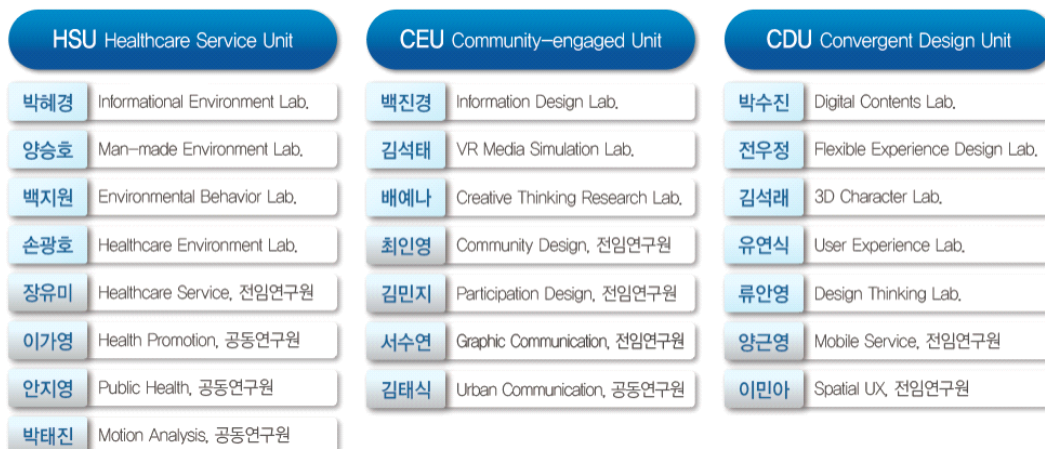 HSU Healthcare Service Unit
박혜경 Informational Environment Lab.
양승호 Man-made Environment Lab.
백지원 Environmental Behavior Lab.
손광호 Healthcare Environment Lab.
장유미 Healthcare Service, 전임연구원
이가영 Health Promotion, 공동연구원
안지영 Public Health, 공동연구원
박태진 Motion Analysis, 공동연구원
CEU Community-engaged Unit
백진경 Information Design Lab.
김석태 VR Media Simulation Lab.
배예나 Creative Thinking Research Lab.
최인영 Community Design, 전임연구원
김민지 Participation Design, 전임연구원
서수연 Graphic Communication, 전임연구원
김태식 Urban Communication, 공동연구원
CDU Convergent Design Unit
박수진 Digital Contents Lab.
전우정 Flexible Experience Design Lab.
김석래 3D Character Lab.
유연식 User Experience Lab.
류안영 Design Thinking Lab.
양근영 Mobile Service, 전임연구원
이민아 Spatial UX, 전임연구원